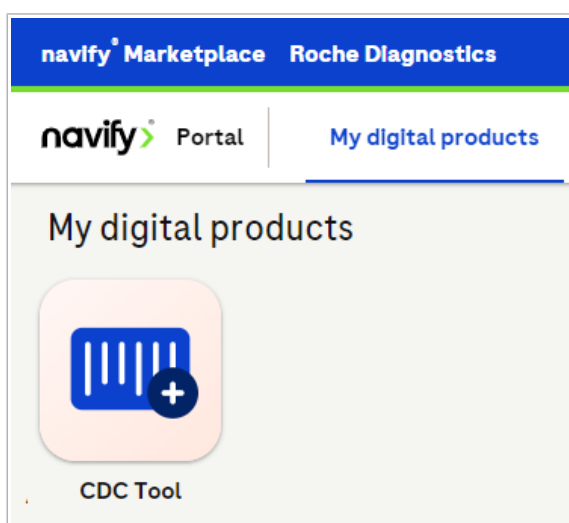 navify® Marketplace Roche Diagnostics
navify® Portal My digital products
My digital products
CDC Tool